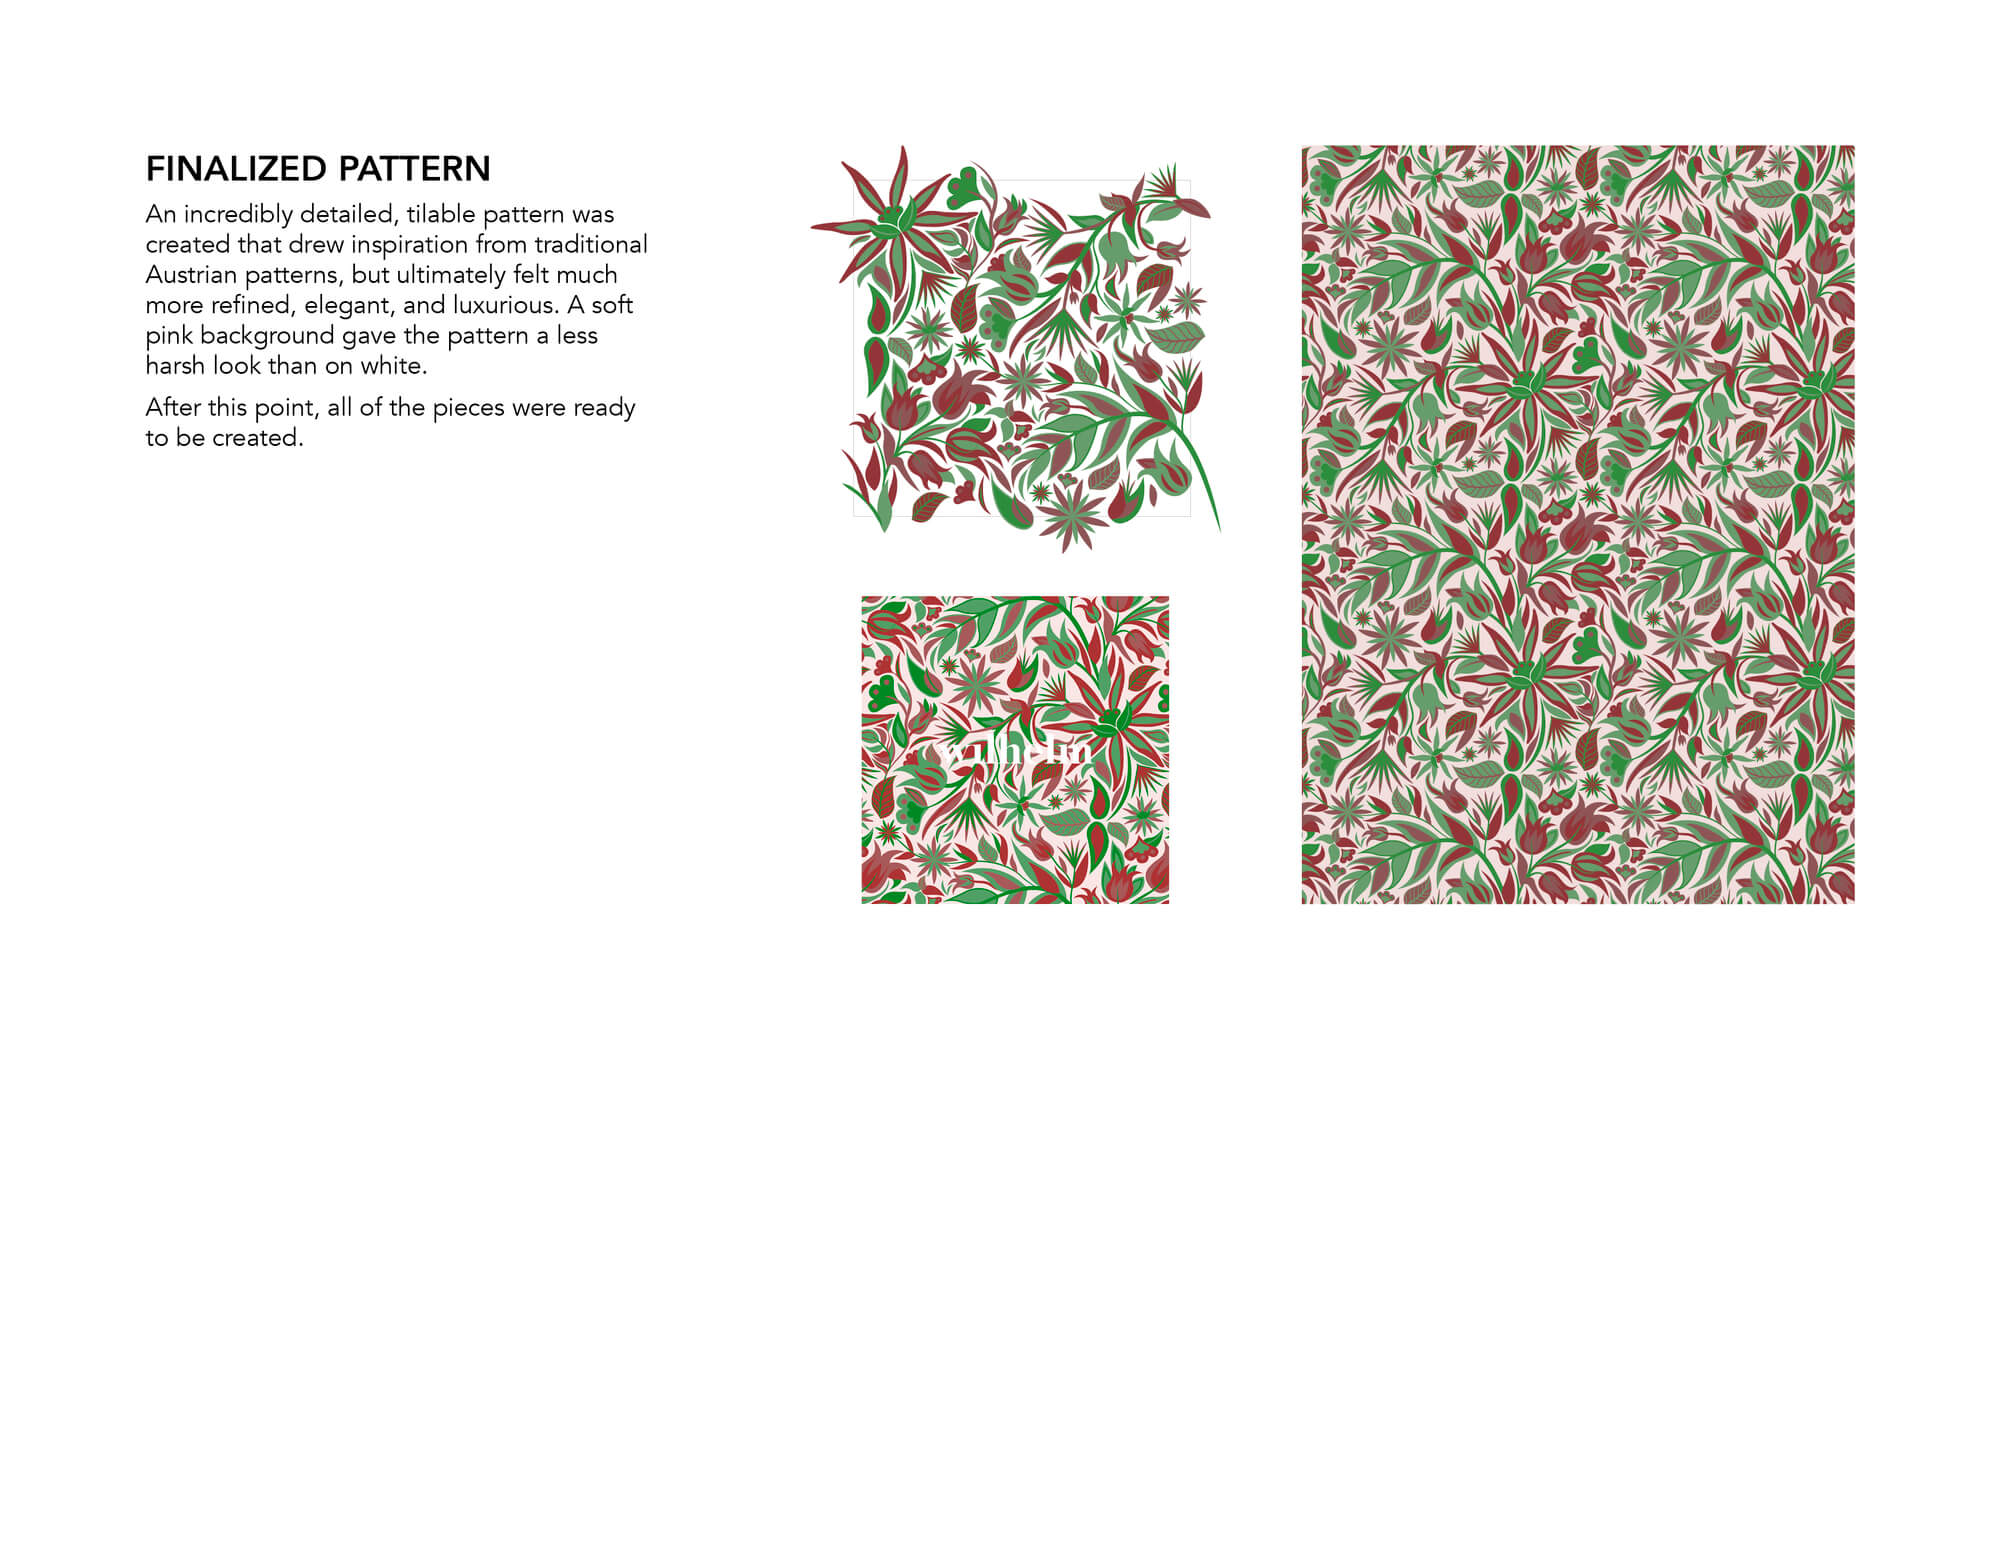 FINALIZED PATTERN
An incredibly detailed, tilable pattern was
created that drew inspiration from traditional
Austrian patterns, but ultimately felt much
more refined, elegant, and luxurious. A soft
pink background gave the pattern a less
harsh look than on white.
After this point, all of the pieces were ready
to be created.
wilhelm